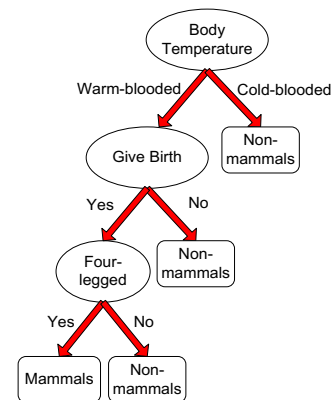 Body
Temperature
Warm-blooded
Cold-blooded
Give Birth
Non-
mammals
Yes
No
Four-
legged
Non-
mammals
Yes
No
Mammals
Non-
mammals